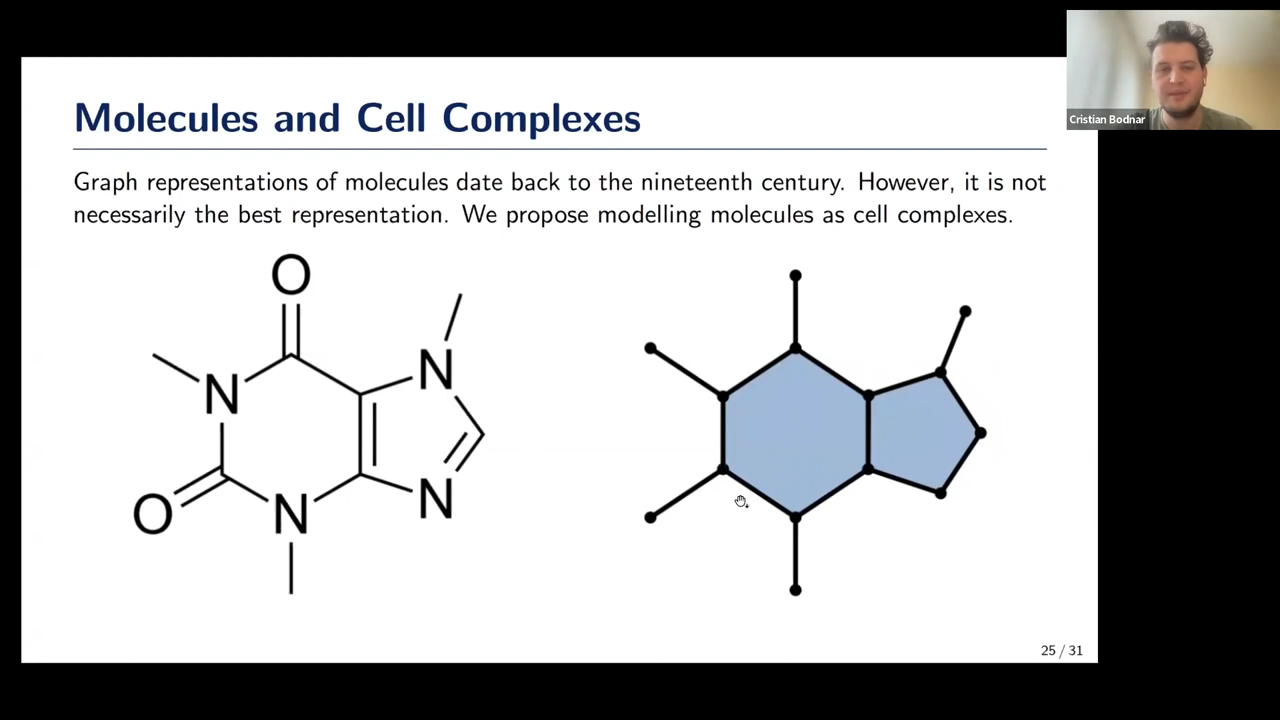 Cristian Bodnar
Molecules and Cell Complexes
Graph representations of molecules date back to the nineteenth century. However, it is not
necessarily the best representation. We propose modelling molecules as cell complexes.
O
N
N
O
N
N
25 / 31